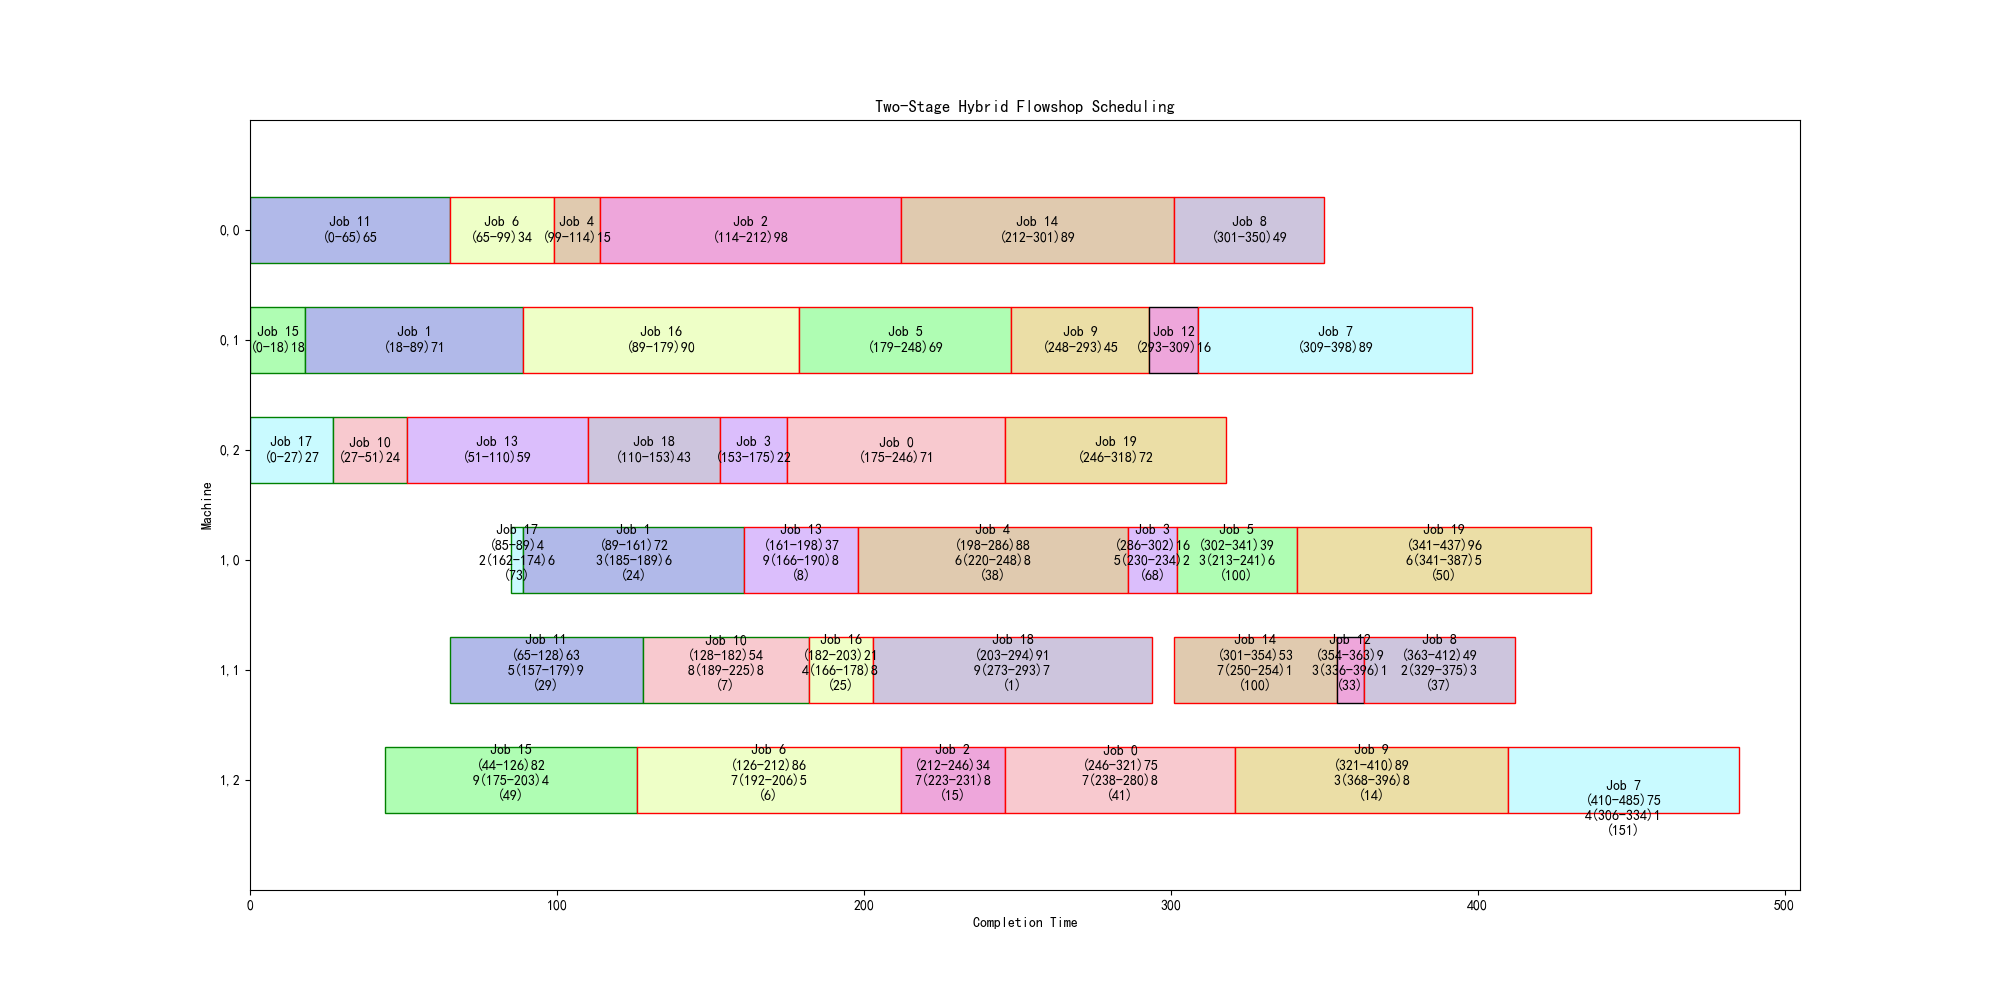 Two-Stage Hybrid Flowshop Scheduling
0,0
Job 11
(0-65)65
Job 6
(65-99)34
Job 4
(99-114)15
Job 2
(114-212)98
Job 14
(212-301)89
Job 8
(301-350)49
0,1
Job 15
(0-18)18
Job 1
(18-89)71
Job 16
(89-179)90
Job 5
(179-248)69
Job 9
(248-293)45
Job 12
(293-309)16
Job 7
(309-398)89
0,2
Job 17
(0-27)27
Job 10
(27-51)24
Job 13
(51-110)59
Job 18
(110-153)43
Job 3
(153-175)22
Job 0
(175-246)71
Job 19
(246-318)72
Machine
1,0
Job 17
(85-89)4
2(162-174)6
(73)
Job 1
(89-161)72
3(185-189)6
(24)
Job 13
(161-198)37
9(166-190)8
(8)
Job 4
(198-286)88
6(220-248)8
(38)
Job 3
(286-302)16
5(230-234)2
(68)
Job 5
(302-341)39
3(213-241)6
(100)
Job 19
(341-437)96
6(341-387)5
(50)
1,1
Job 11
(65-128)63
5(157-179)9
(29)
Job 10
(128-182)54
8(189-225)8
(7)
Job 16
(182-203)21
4(166-178)8
(25)
Job 18
(203-294)91
9(273-293)7
(1)
Job 14
(301-354)53
7(250-254)1
(100)
Job 12
(354-363)9
3(336-396)1
(33)
Job 8
(363-412)49
2(329-375)3
(37)
1,2
Job 15
(44-126)82
9(175-203)4
(49)
Job 6
(126-212)86
7(192-206)5
(6)
Job 2
(212-246)34
7(223-231)8
(15)
Job 0
(246-321)75
7(238-280)8
(41)
Job 9
(321-410)89
3(368-396)8
(14)
Job 7
(410-485)75
4(306-334)1
(151)
0
100
200
300
400
500
Completion Time